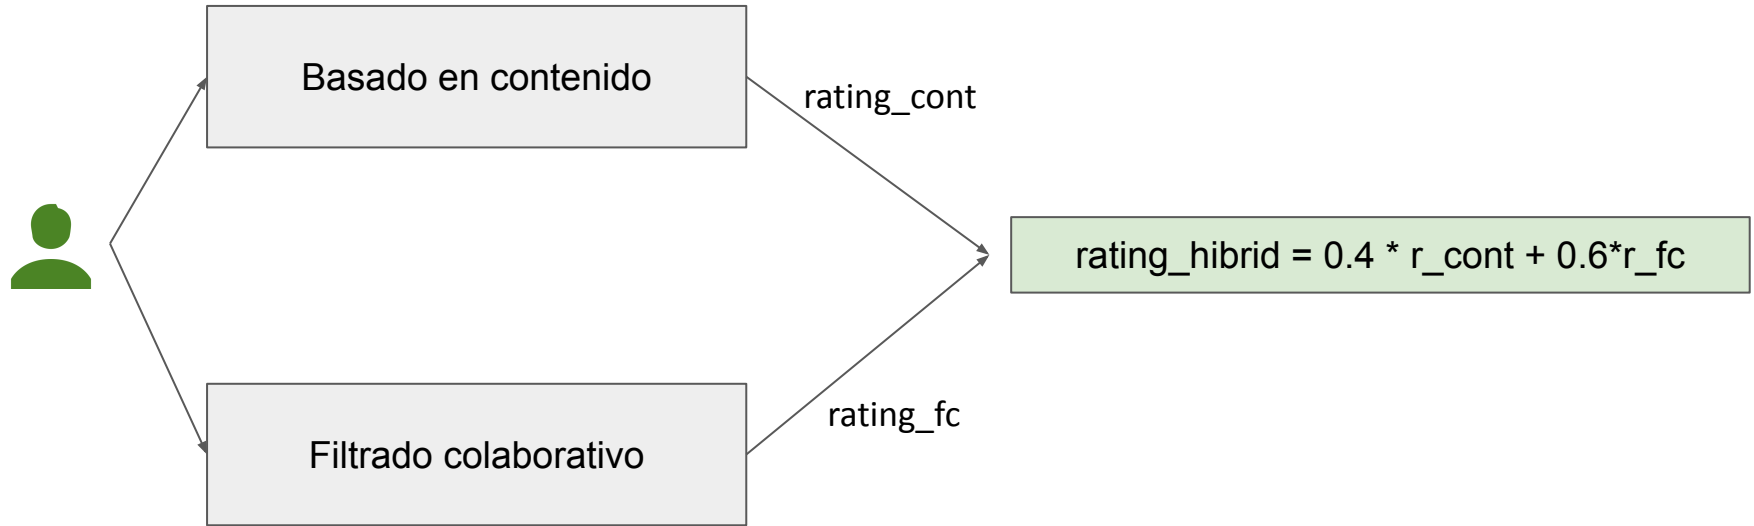 Basado en contenido
rating_cont
rating_hibrid = 0.4 * r_cont + 0.6*r_fc
rating_fc
Filtrado colaborativo